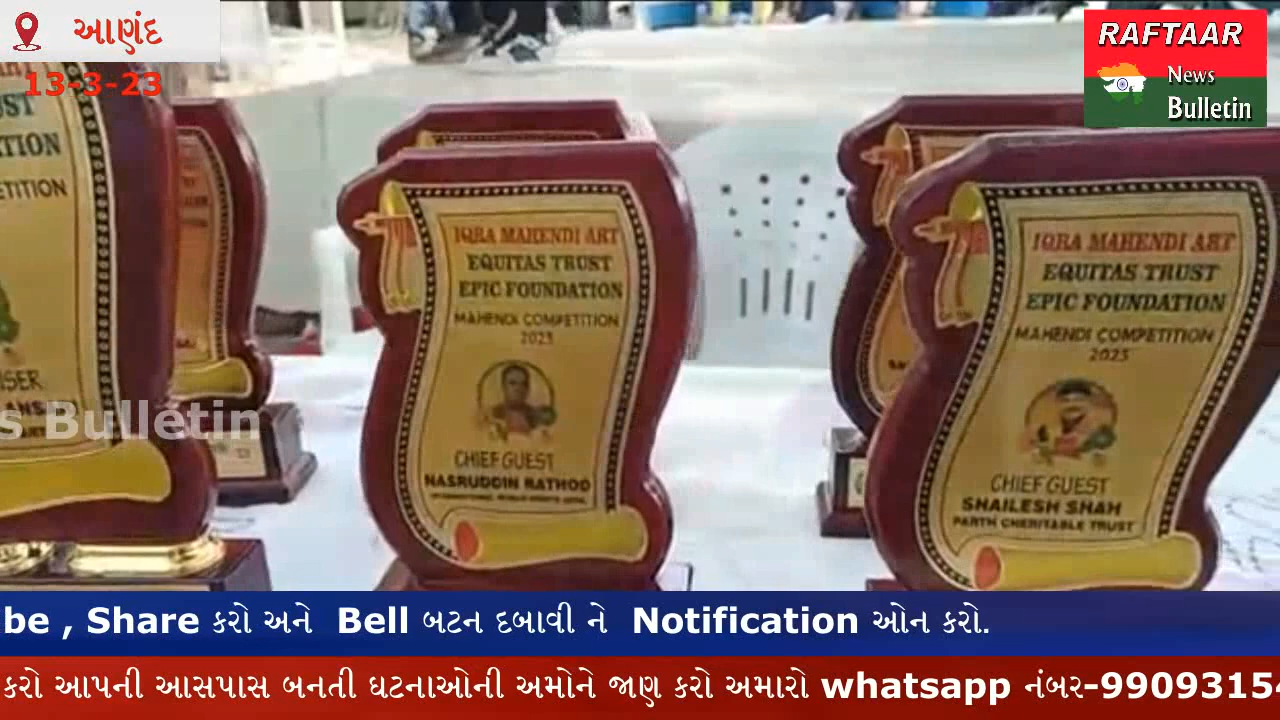 આણંદ
13-3-23
RAFTAAR
News
Bulletin
UST
ETITION
IQRA MAHENDI ART
EQUITAS TRUST
EPIC FOUNDATION
MAHENDI COMPETITION
2023
CHIEF GUEST
NASRUDDIN RATHOD
IQRA MAHENDI ART
EQUITAS TRUST
EPIC FOUNDATION
MAHENDI COMPETITION
2023
CHIEF GUEST
SHAILESH SHAH
PARTH CHERITABLE TRUST
s Bulletin
be , Share કરો અને Bell બટન દબાવી ને Notification ઓન કરો.
કરો આપની આસપાસ બનતી ઘટનાઓની અમોને જાણ કરો અમારો whatsapp નંબર-99093154